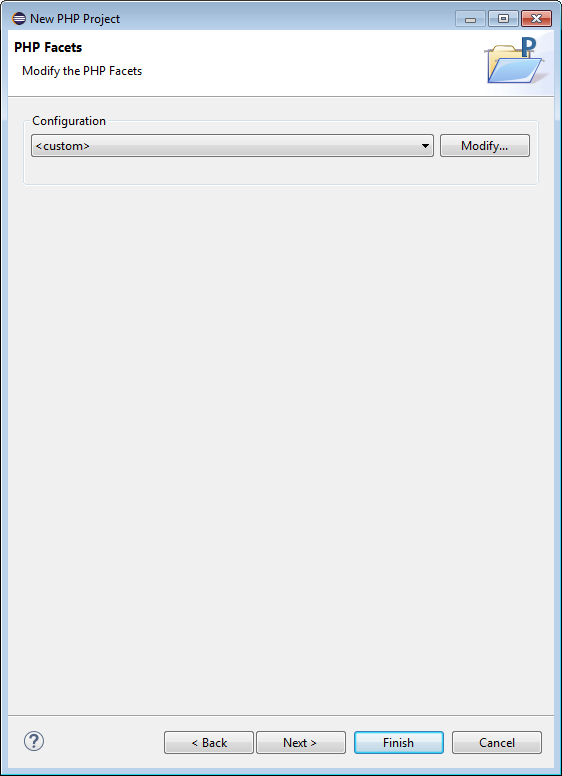 New PHP Project
PHP Facets
Modify the PHP Facets
P
Configuration
<custom>
Modify...
?
< Back
Next >
Finish
Cancel